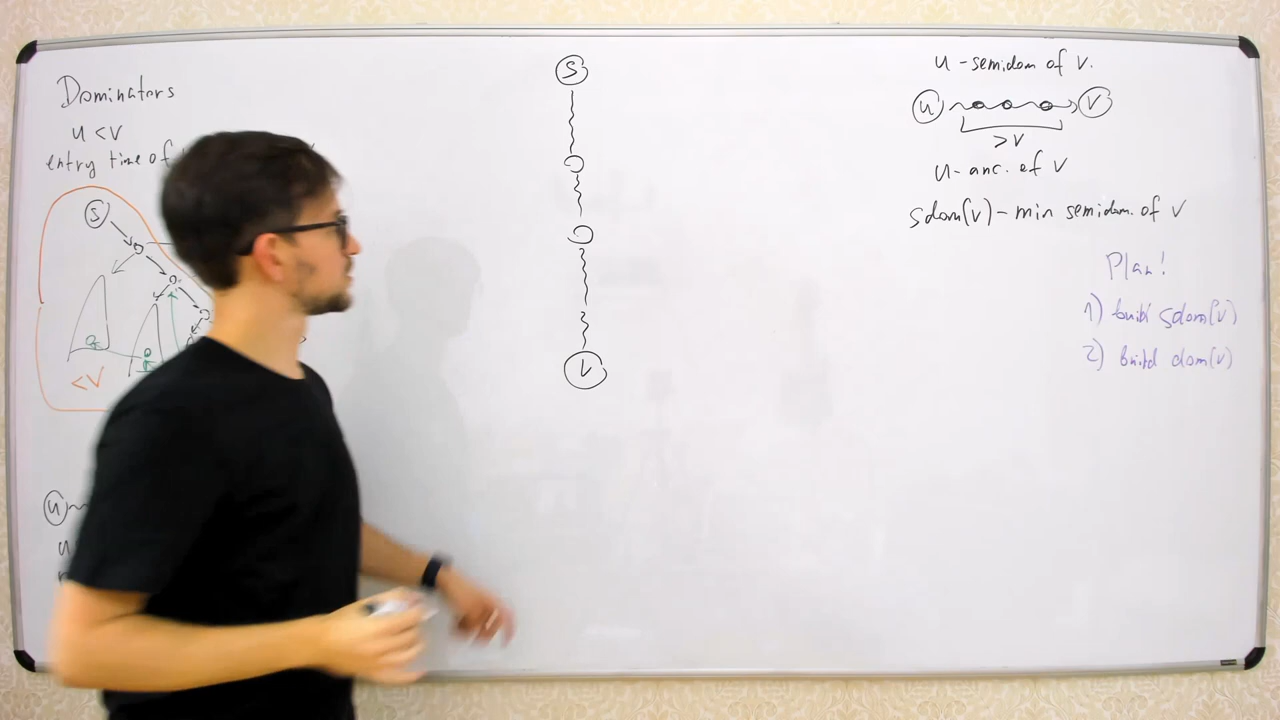 Dominators
u < v
entry time of
S
< v
u
u
S
v
u - semidom of v.
u v
> v
u - anc. of v
sdom(v) - min semidom. of v
Plan!
1) build sdom(v)
2) build dom(v)